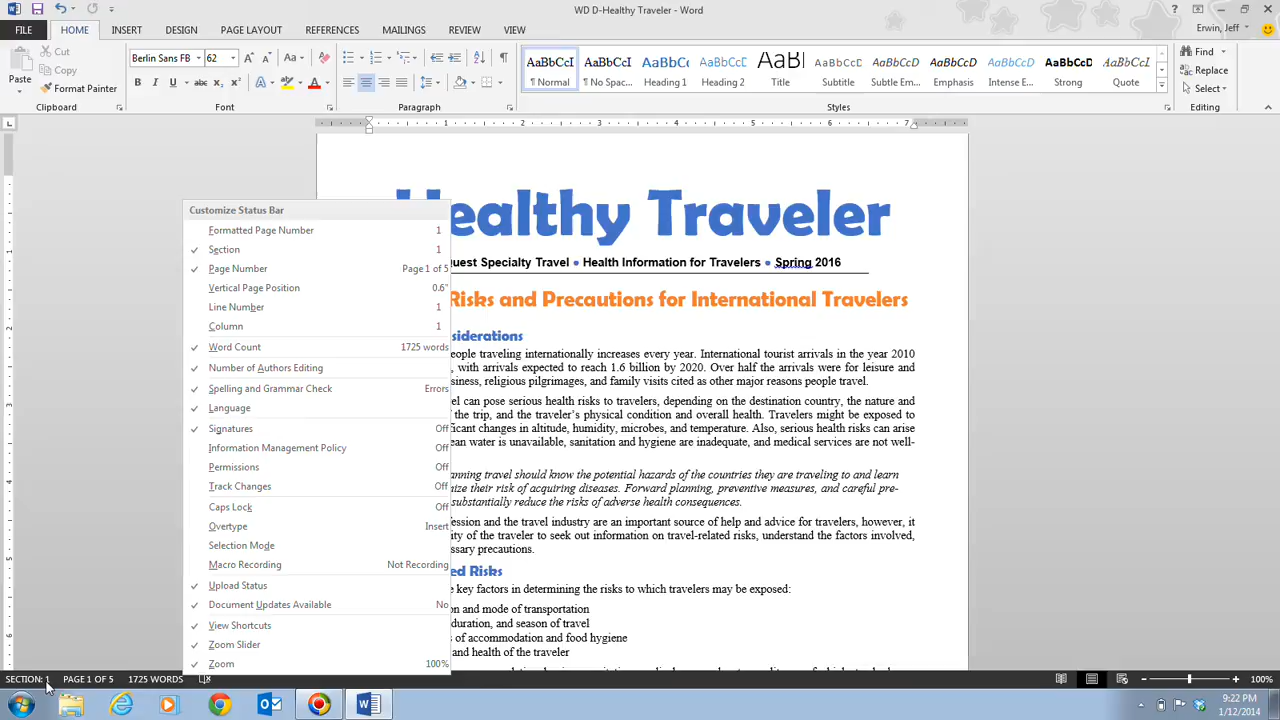 WD D-Healthy Traveler - Word
FILE HOME INSERT DESIGN PAGE LAYOUT REFERENCES MAILINGS REVIEW VIEW Erwin, Jeff
Paste
Cut
Copy
Format Painter
Clipboard
Berlin Sans FB 62
Font
Paragraph
AaBbCcI AaBbCcI AaBbCc AaBbCc AaB AaBbCcC AaBbCcD AaBbCcD AaBbCcD AaBbCcD AaBbCcD
¶ Normal ¶ No Spac... Heading 1 Heading 2 Title Subtitle Subtle Em... Emphasis Intense E... Strong Quote
Styles
Find
Replace
Select
Editing
1 2 3 4 5 6 7
Healthy Traveler
quest Specialty Travel ● Health Information for Travelers ● Spring 2016
Risks and Precautions for International Travelers
siderations
eople traveling internationally increases every year. International tourist arrivals in the year 2010
, with arrivals expected to reach 1.6 billion by 2020. Over half the arrivals were for leisure and
siness, religious pilgrimages, and family visits cited as other major reasons people travel.
vel can pose serious health risks to travelers, depending on the destination country, the nature and
of the trip, and the traveler's physical condition and overall health. Travelers might be exposed to
ficant changes in altitude, humidity, microbes, and temperature. Also, serious health risks can arise
ean water is unavailable, sanitation and hygiene are inadequate, and medical services are not well-
anning travel should know the potential hazards of the countries they are traveling to and learn
ize their risk of acquiring diseases. Forward planning, preventive measures, and careful pre-
substantially reduce the risks of adverse health consequences.
fession and the travel industry are an important source of help and advice for travelers, however, it
ity of the traveler to seek out information on travel-related risks, understand the factors involved,
ssary precautions.
ed Risks
e key factors in determining the risks to which travelers may be exposed:
on and mode of transportation
duration, and season of travel
s of accommodation and food hygiene
and health of the traveler
Customize Status Bar
Formatted Page Number 1
✓ Section 1
✓ Page Number Page 1 of 5
Vertical Page Position 0.6"
Line Number 1
Column 1
✓ Word Count 1725 words
✓ Number of Authors Editing
✓ Spelling and Grammar Check Errors
✓ Language
✓ Signatures Off
Information Management Policy Off
Permissions Off
Track Changes Off
Caps Lock Off
Overtype Insert
Selection Mode
Macro Recording Not Recording
✓ Upload Status
✓ Document Updates Available No
✓ View Shortcuts
✓ Zoom Slider
✓ Zoom 100%
SECTION: 1 PAGE 1 OF 5 1725 WORDS 100%
9:22 PM
1/12/2014